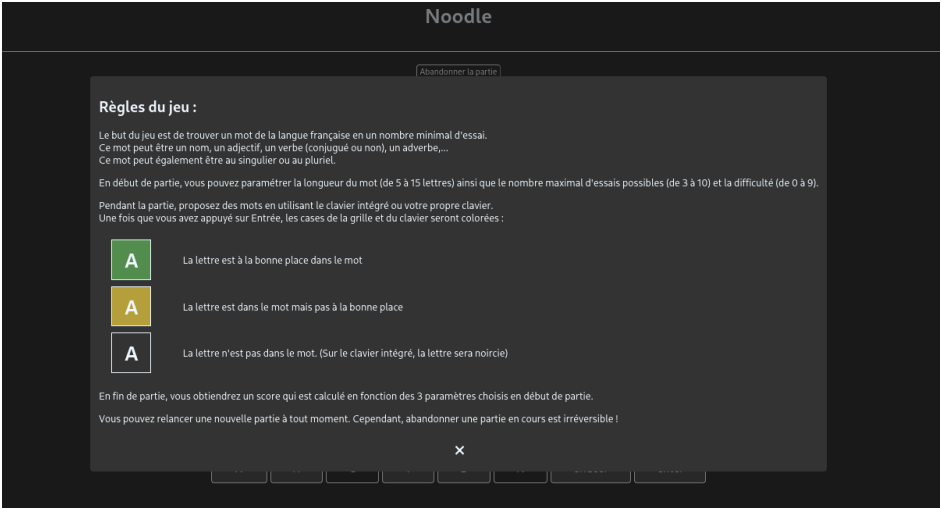 Noodle
Abandonner la partie
Règles du jeu :
Le but du jeu est de trouver un mot de la langue française en un nombre minimal d'essai.
Ce mot peut être un nom, un adjectif, un verbe (conjugué ou non), un adverbe,...
Ce mot peut également être au singulier ou au pluriel.
En début de partie, vous pouvez paramétrer la longueur du mot (de 5 à 15 lettres) ainsi que le nombre maximal d'essais possibles (de 3 à 10) et la difficulté (de 0 à 9).
Pendant la partie, proposez des mots en utilisant le clavier intégré ou votre propre clavier.
Une fois que vous avez appuyé sur Entrée, les cases de la grille et du clavier seront colorées :
A La lettre est à la bonne place dans le mot
A La lettre est dans le mot mais pas à la bonne place
A La lettre n'est pas dans le mot. (Sur le clavier intégré, la lettre sera noircie)
En fin de partie, vous obtiendrez un score qui est calculé en fonction des 3 paramètres choisis en début de partie.
Vous pouvez relancer une nouvelle partie à tout moment. Cependant, abandonner une partie en cours est irréversible !